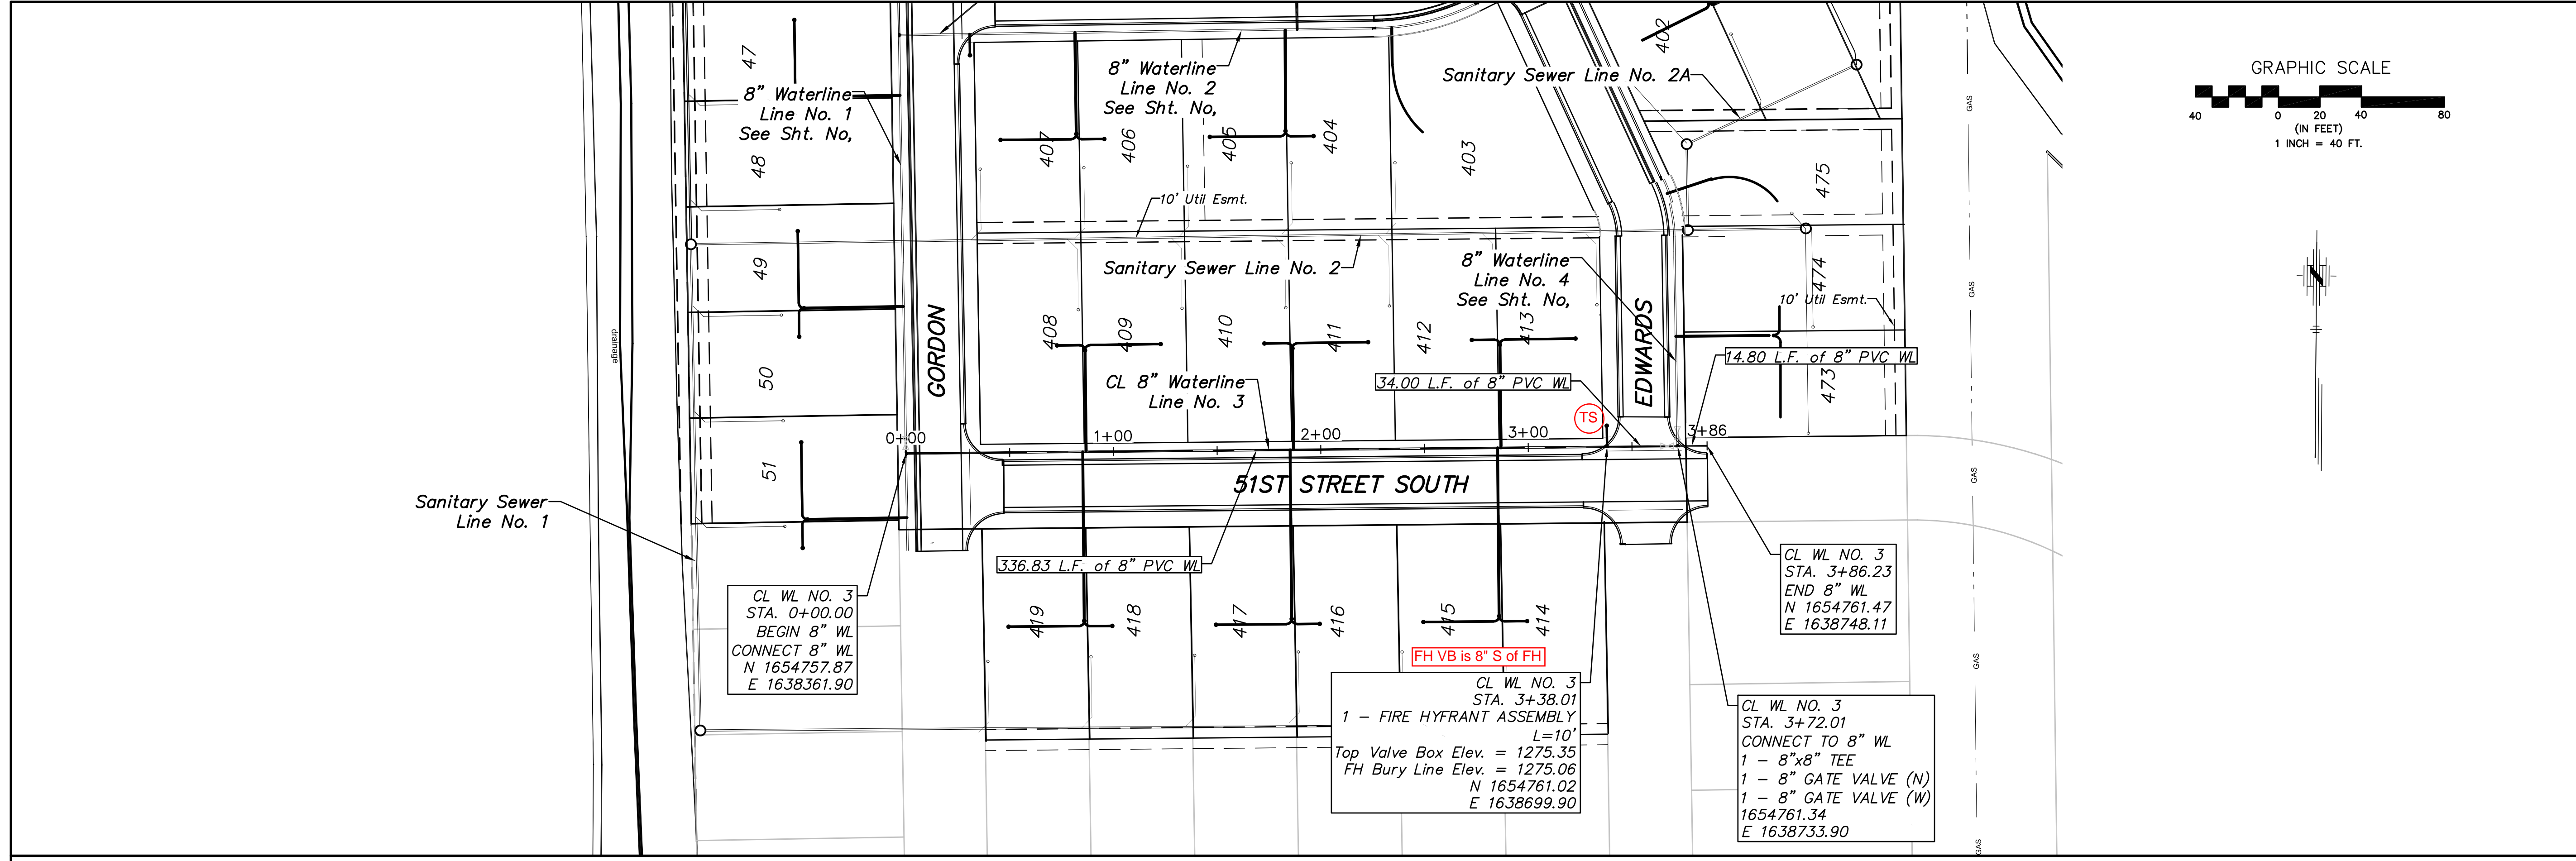 GRAPHIC SCALE
40
0
20
40
80
(IN FEET)
1 INCH = 40 FT.
47
8" Waterline
Line No. 1
See Sht. No,
48
49
50
51
8" Waterline
Line No. 2
See Sht. No,
407
406
405
404
403
402
Sanitary Sewer Line No. 2A
475
474
473
10' Util Esmt.
Sanitary Sewer Line No. 2
8" Waterline
Line No. 4
See Sht. No,
10' Util Esmt.
drainage
GORDON
EDWARDS
408
409
410
411
412
413
CL 8" Waterline
Line No. 3
34.00 L.F. of 8" PVC WL
14.80 L.F. of 8" PVC WL
TS
0+00
1+00
2+00
3+00
3+86
51ST STREET SOUTH
Sanitary Sewer
Line No. 1
336.83 L.F. of 8" PVC WL
419
418
417
416
415
414
CL WL NO. 3
STA. 0+00.00
BEGIN 8" WL
CONNECT 8" WL
N 1654757.87
E 1638361.90
FH VB is 8" S of FH
CL WL NO. 3
STA. 3+38.01
1 - FIRE HYFRANT ASSEMBLY
L=10'
Top Valve Box Elev. = 1275.35
FH Bury Line Elev. = 1275.06
N 1654761.02
E 1638699.90
CL WL NO. 3
STA. 3+86.23
END 8" WL
N 1654761.47
E 1638748.11
CL WL NO. 3
STA. 3+72.01
CONNECT TO 8" WL
1 - 8"x8" TEE
1 - 8" GATE VALVE (N)
1 - 8" GATE VALVE (W)
1654761.34
E 1638733.90
GAS
GAS
GAS
GAS
GAS
N